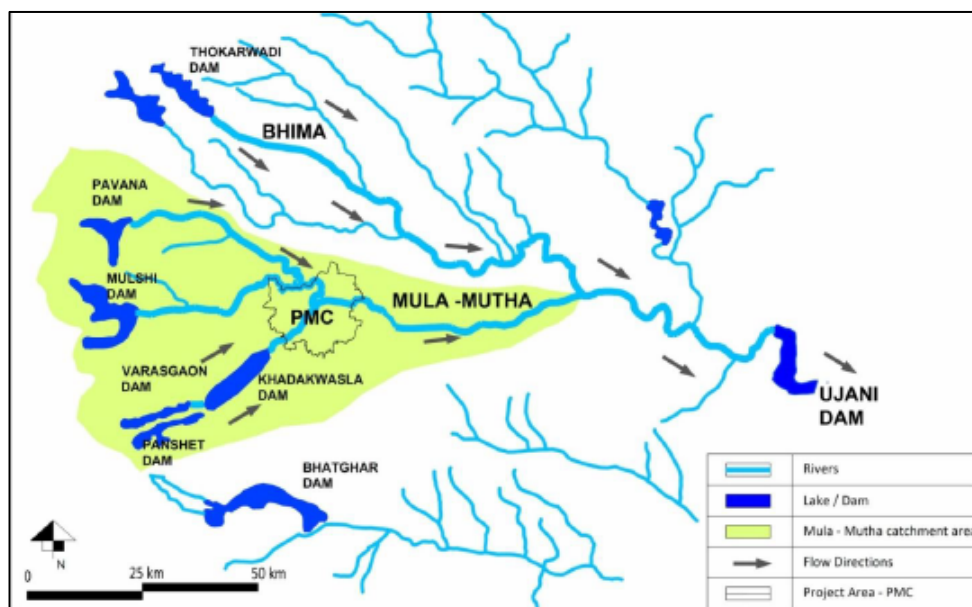 THOKARWADI
DAM
BHIMA
PAVANA
DAM
MULSHI
DAM
PMC
MULA -MUTHA
VARASGAON
DAM
KHADAKWASLA
DAM
PANSHET
DAM
BHATGHAR
DAM
UJANI
DAM
Rivers
Lake / Dam
Mula - Mutha catchment area
Flow Directions
Project Area - PMC
N
0
25 km
50 km